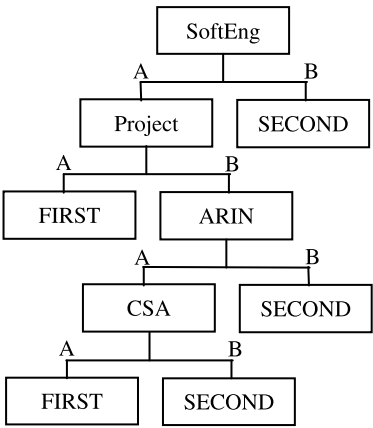 SoftEng
A B
Project SECOND
A B
FIRST ARIN
A B
CSA SECOND
A B
FIRST SECOND